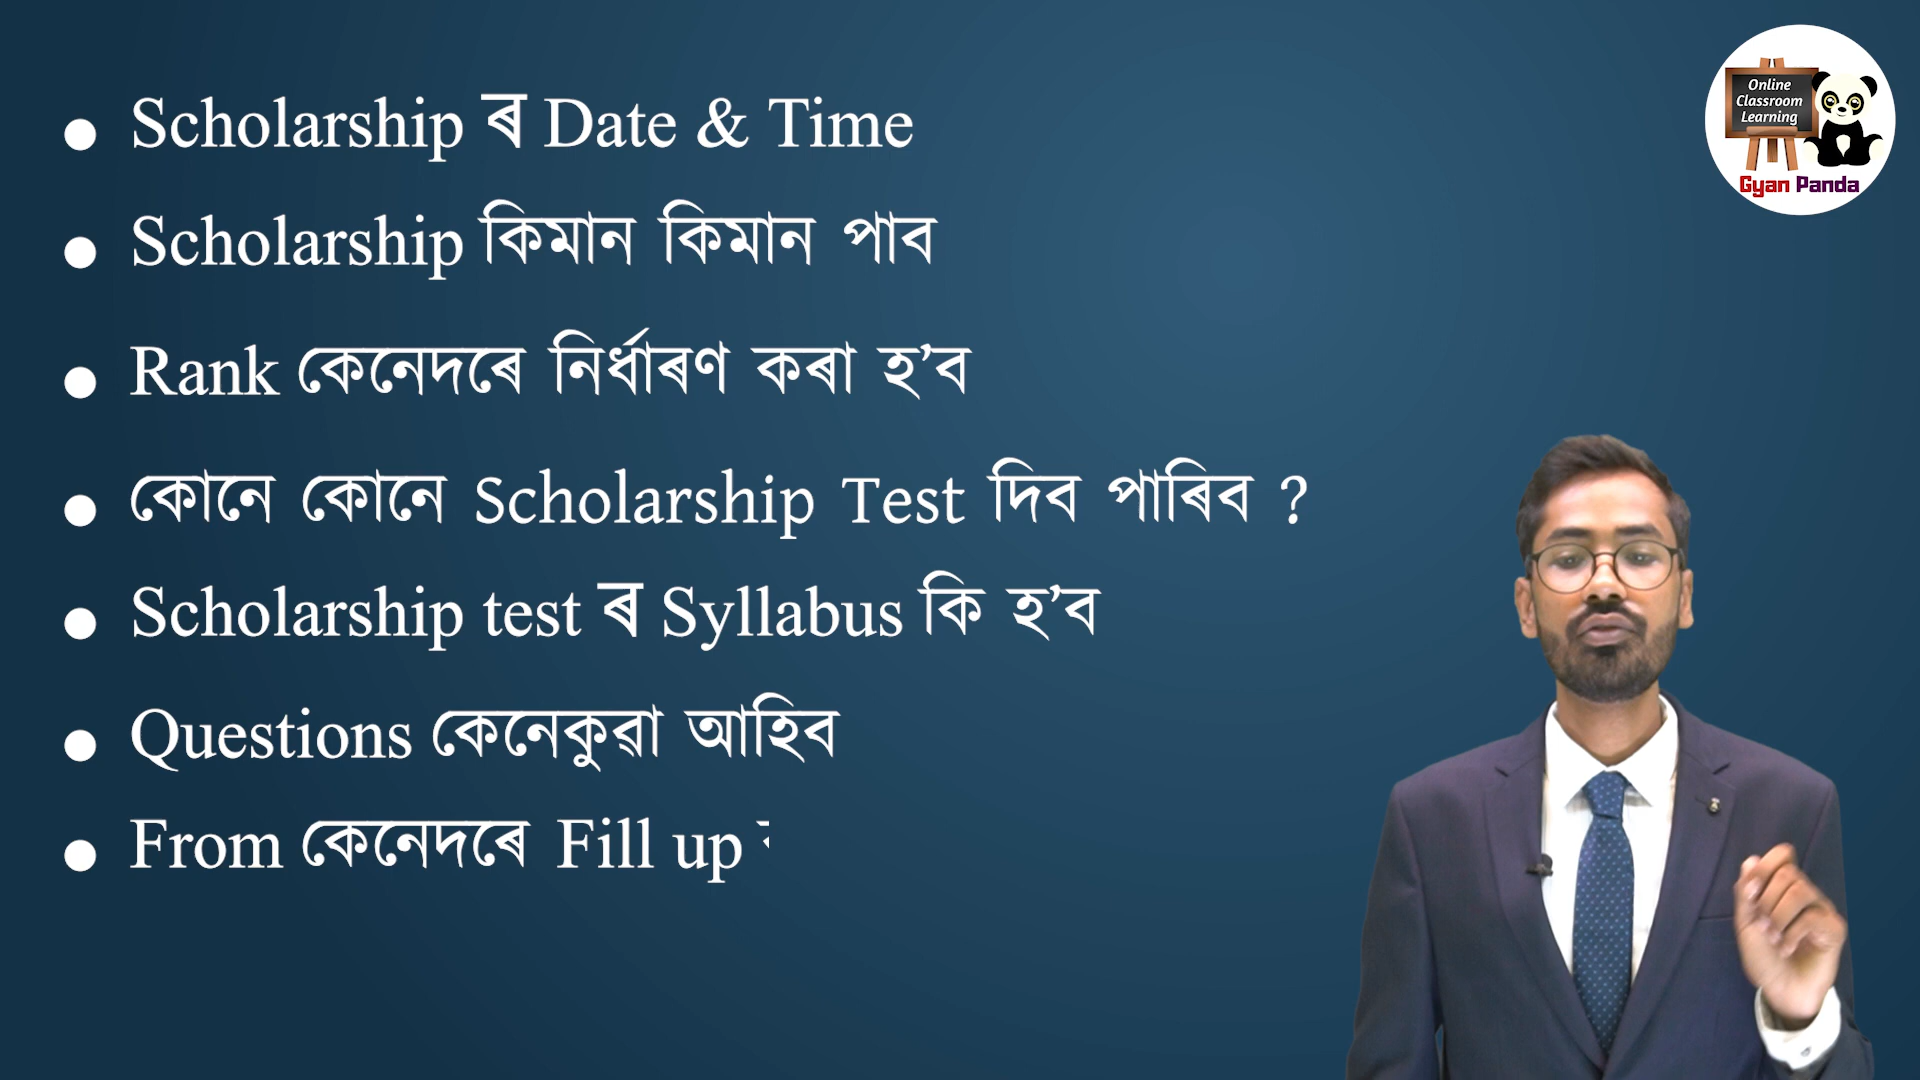 Scholarship ৰ Date & Time
Scholarship কিমান কিমান পাব
Rank কেনেদৰে নিৰ্ধাৰণ কৰা হ’ব
কোনে কোনে Scholarship Test দিব পাৰিব ?
Scholarship test ৰ Syllabus কি হ’ব
Questions কেনেকুৱা আহিব
From কেনেদৰে Fill up
Online
Classroom
Learning
Gyan Panda